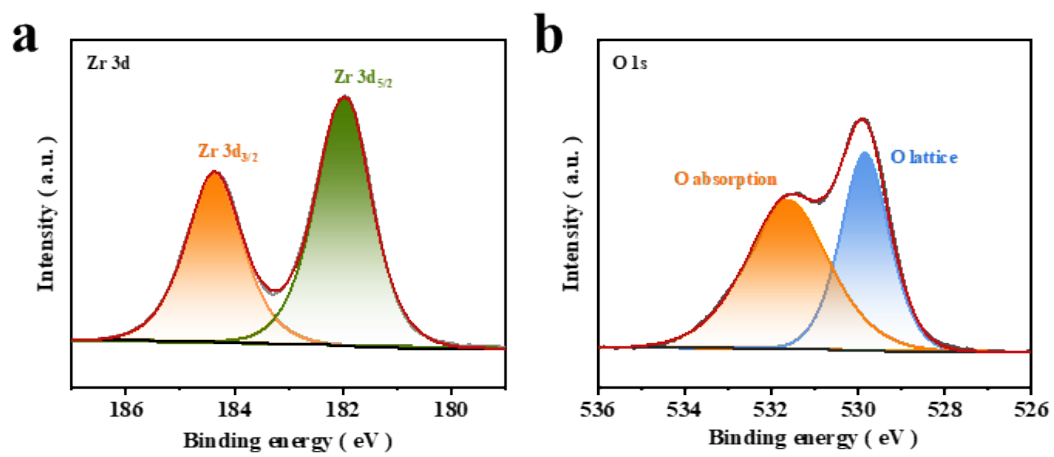 a
Zr 3d
Zr 3d3/2
Zr 3d5/2
Intensity ( a.u. )
186
184
182
180
Binding energy ( eV )
b
O 1s
O absorption
O lattice
Intensity ( a.u. )
536
534
532
530
528
526
Binding energy ( eV )